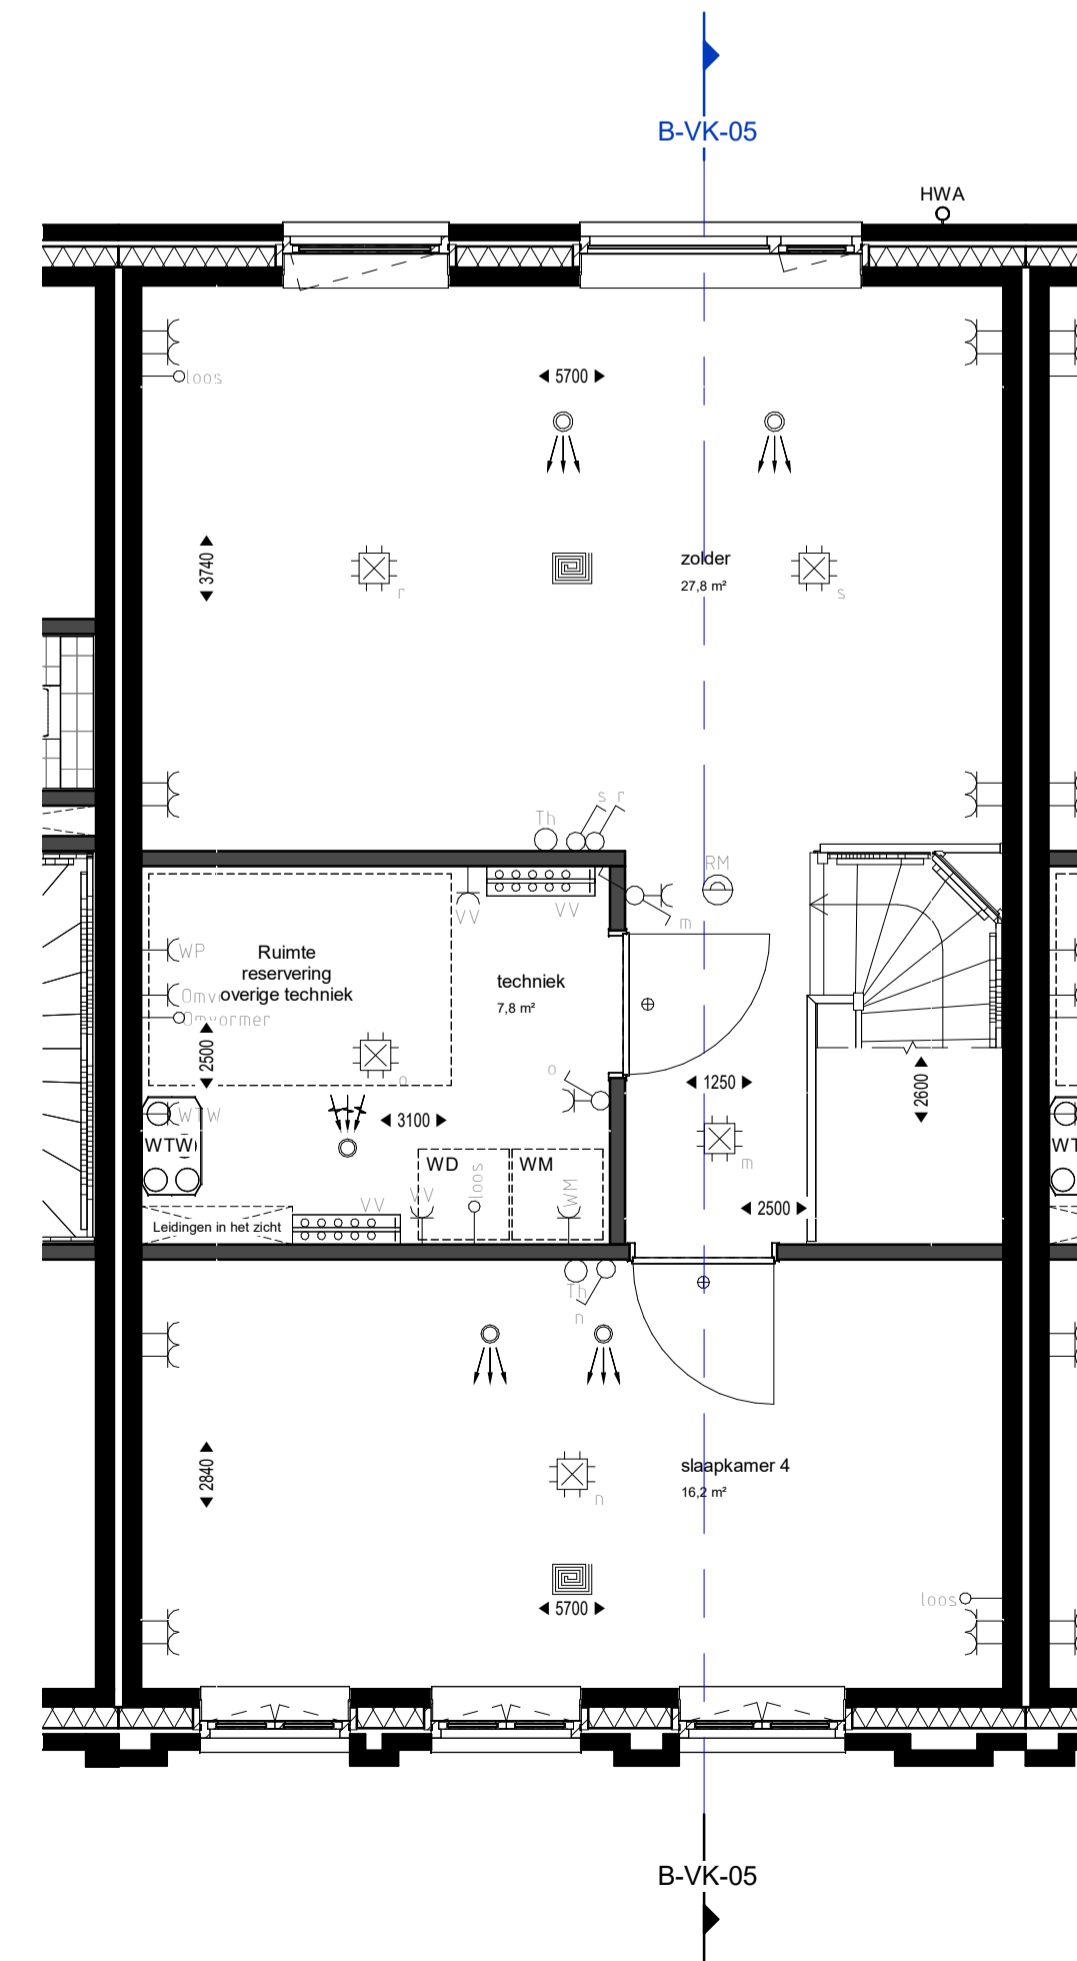 B-VK-05
HWA
loos
5700
3740
zolder
27,8 m²
r
s
s r
Th
RM
VV
VV
m
WP
Ruimte
reservering
overige techniek
techniek
7,8 m²
Omvormer
2500
o
o
1250
2600
WTW
3100
WTW
m
WD
WM
loos
VV
WM
VV
2500
Leidingen in het zicht
Th
n
2840
slaapkamer 4
16,2 m²
n
loos
5700
B-VK-05